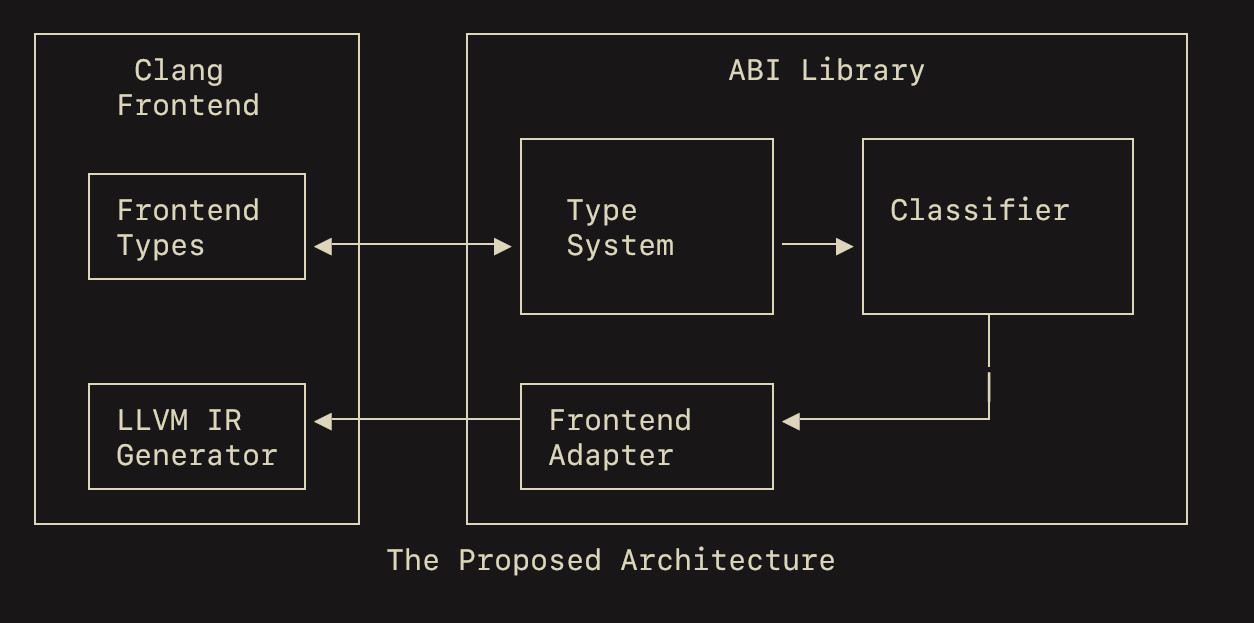 Clang
Frontend
ABI Library
Frontend
Types
Type
System
Classifier
LLVM IR
Generator
Frontend
Adapter
The Proposed Architecture